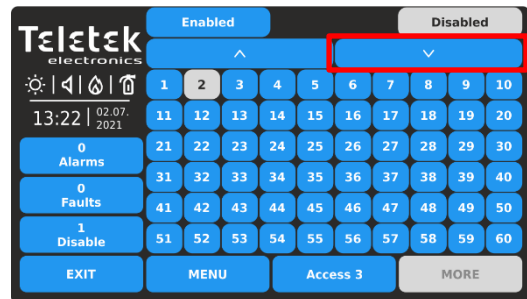 Teletek
electronics
Enabled
Disabled
13:22 | 02.07.
2021
1 2 3 4 5 6 7 8 9 10
11 12 13 14 15 16 17 18 19 20
0
Alarms
21 22 23 24 25 26 27 28 29 30
31 32 33 34 35 36 37 38 39 40
0
Faults
41 42 43 44 45 46 47 48 49 50
1
Disable
51 52 53 54 55 56 57 58 59 60
EXIT
MENU
Access 3
MORE